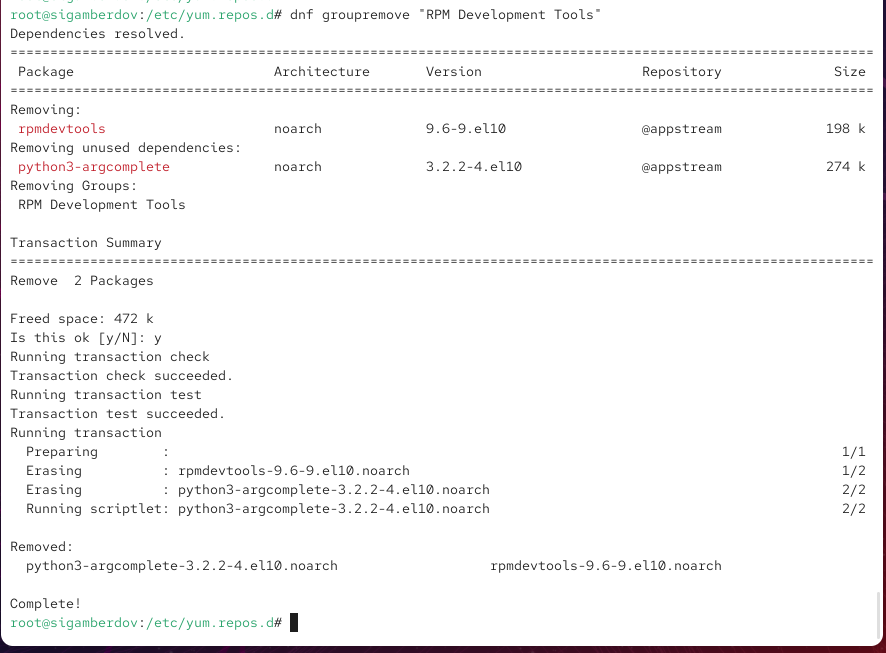 root@sigamberdov:/etc/yum.repos.d# dnf groupremove "RPM Development Tools"
Dependencies resolved.
============================================================================================================
 Package                         Architecture       Version                    Repository              Size
============================================================================================================
Removing:
 rpmdevtools                     noarch             9.6-9.el10                 @appstream             198 k
Removing unused dependencies:
 python3-argcomplete             noarch             3.2.2-4.el10               @appstream             274 k
Removing Groups:
 RPM Development Tools

Transaction Summary
============================================================================================================
Remove  2 Packages

Freed space: 472 k
Is this ok [y/N]: y
Running transaction check
Transaction check succeeded.
Running transaction test
Transaction test succeeded.
Running transaction
  Preparing        :                                                                                    1/1
  Erasing          : rpmdevtools-9.6-9.el10.noarch                                                      1/2
  Erasing          : python3-argcomplete-3.2.2-4.el10.noarch                                            2/2
  Running scriptlet: python3-argcomplete-3.2.2-4.el10.noarch                                            2/2

Removed:
  python3-argcomplete-3.2.2-4.el10.noarch                   rpmdevtools-9.6-9.el10.noarch

Complete!
root@sigamberdov:/etc/yum.repos.d#